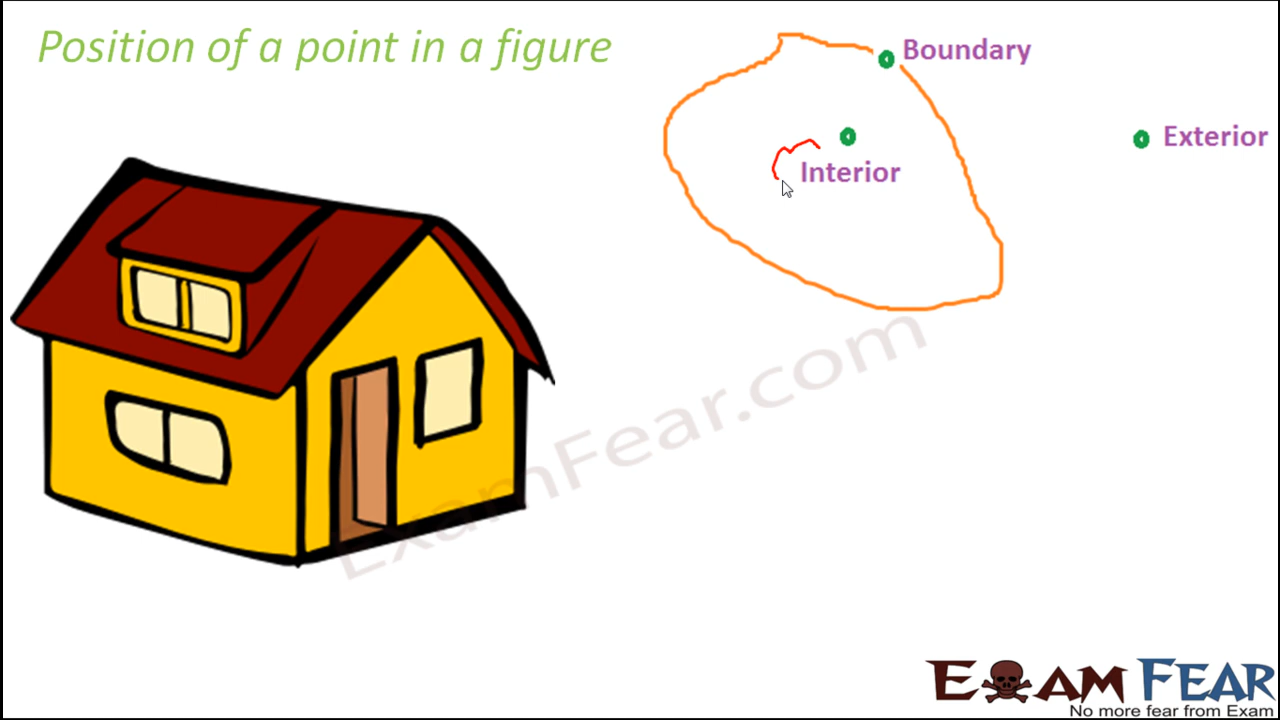 Position of a point in a figure
Boundary
Exterior
Interior
ExamFear.com
EXAM FEAR
No more fear from Exam